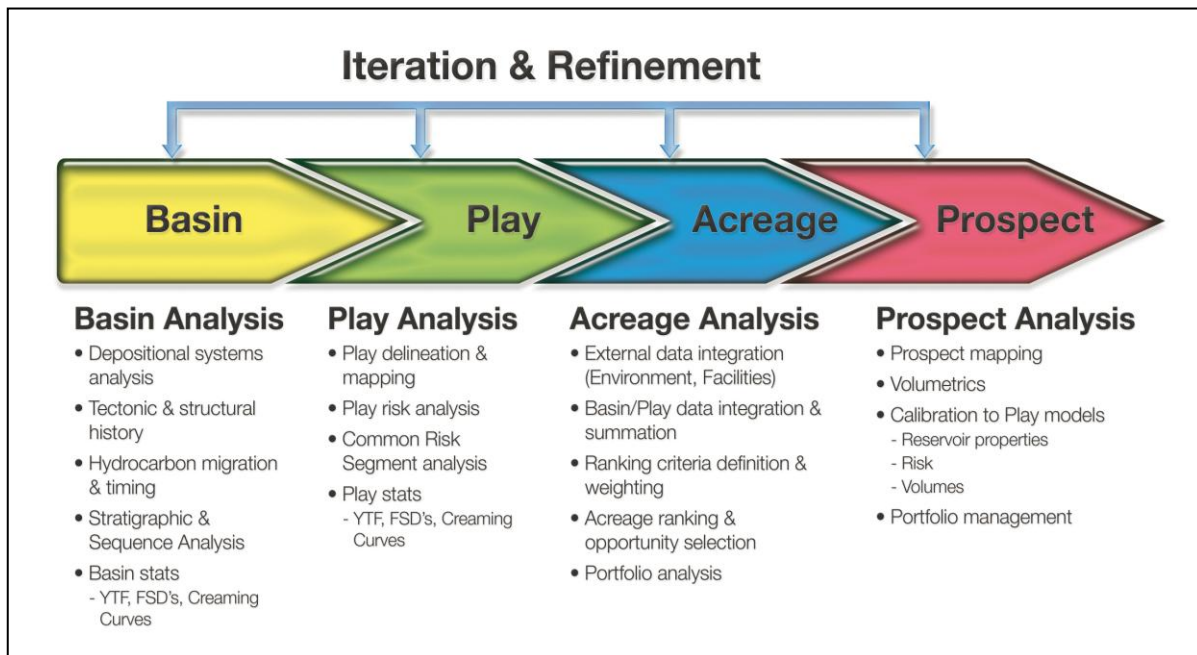 Iteration & Refinement
Basin
Play
Acreage
Prospect
Basin Analysis
• Depositional systems
analysis
• Tectonic & structural
history
• Hydrocarbon migration
& timing
• Stratigraphic &
Sequence Analysis
• Basin stats
- YTF, FSD's, Creaming
Curves
Play Analysis
• Play delineation &
mapping
• Play risk analysis
• Common Risk
Segment analysis
• Play stats
- YTF, FSD's, Creaming
Curves
Acreage Analysis
• External data integration
(Environment, Facilities)
• Basin/Play data integration &
summation
• Ranking criteria definition &
weighting
• Acreage ranking &
opportunity selection
• Portfolio analysis
Prospect Analysis
• Prospect mapping
• Volumetrics
• Calibration to Play models
- Reservoir properties
- Risk
- Volumes
• Portfolio management